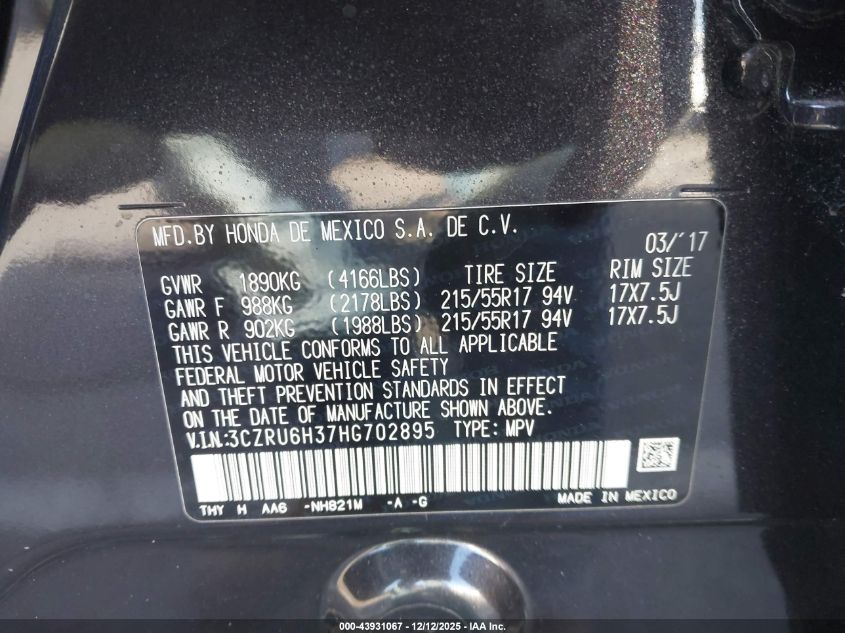 MFD.BY HONDA DE MEXICO S.A. DE C.V.
03/'17
GVWR 1890KG (4166LBS) TIRE SIZE RIM SIZE
GAWR F 988KG (2178LBS) 215/55R17 94V 17X7.5J
GAWR R 902KG (1988LBS) 215/55R17 94V 17X7.5J
THIS VEHICLE CONFORMS TO ALL APPLICABLE
FEDERAL MOTOR VEHICLE SAFETY
AND THEFT PREVENTION STANDARDS IN EFFECT
ON THE DATE OF MANUFACTURE SHOWN ABOVE.
V.I.N.:3CZRU6H37HG702895 TYPE: MPV
THY H AA6 -NH821M -A -G MADE IN MEXICO
000-43931067 • 12/12/2025 • IAA Inc.